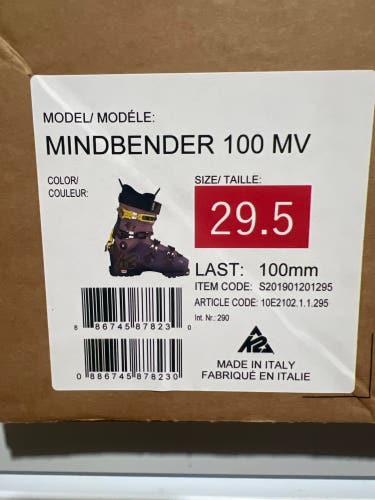 MODEL/ MODÉLE:
MINDBENDER 100 MV
COLOR/
COULEUR:
SIZE/ TAILLE:
29.5
LAST: 100mm
ITEM CODE: S201901201295
ARTICLE CODE: 10E2102.1.1.295
Int. Nr.: 290
8 86745 87823 0
0 886745 878230
K2
MADE IN ITALY
FABRIQUÉ EN ITALIE